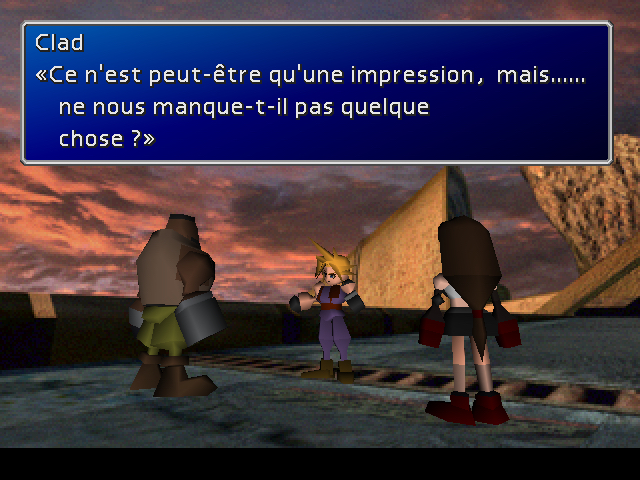 Clad
«Ce n'est peut-être qu'une impression, mais......
ne nous manque-t-il pas quelque
chose ?»